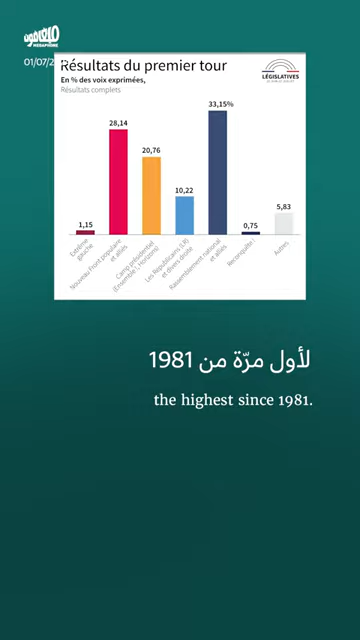 ميغافون
MEGAPHONE
01/07/2
Résultats du premier tour
En % des voix exprimées,
Résultats complets
LÉGISLATIVES
33,15%
28,14
20,76
10,22
5,83
1,15
0,75
Extrême
gauche
Nouveau Front populaire
et alliés
Camp présidentiel
(Ensemble !, Horizons)
Les Républicains (LR)
et divers droite
Rassemblement national
et alliés
Reconquête !
Autres
لأول مرّة من 1981
the highest since 1981.